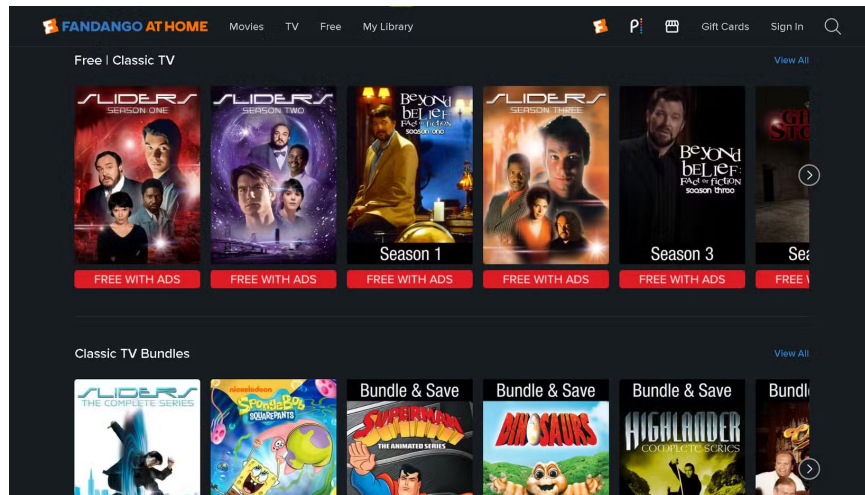 FANDANGO AT HOME
Movies
TV
Free
My Library
Gift Cards
Sign In
Free | Classic TV
View All
SLIDERS
SEASON ONE
SLIDERS
SEASON TWO
BEYOND
BELIEF
FACT or FICTION
season one
Season 1
SLIDERS
SEASON THREE
BEYOND
BELIEF:
FACT or FICTION
season three
Season 3
FREE WITH ADS
FREE WITH ADS
FREE WITH ADS
FREE WITH ADS
FREE WITH ADS
FREE
Classic TV Bundles
View All
SLIDERS
THE COMPLETE SERIES
nickelodeon
SpongeBob
SQUAREPANTS
Bundle & Save
SUPERMAN
THE ANIMATED SERIES
Bundle & Save
DINOSAURS
Bundle & Save
HIGHLANDER
COMPLETE SERIES